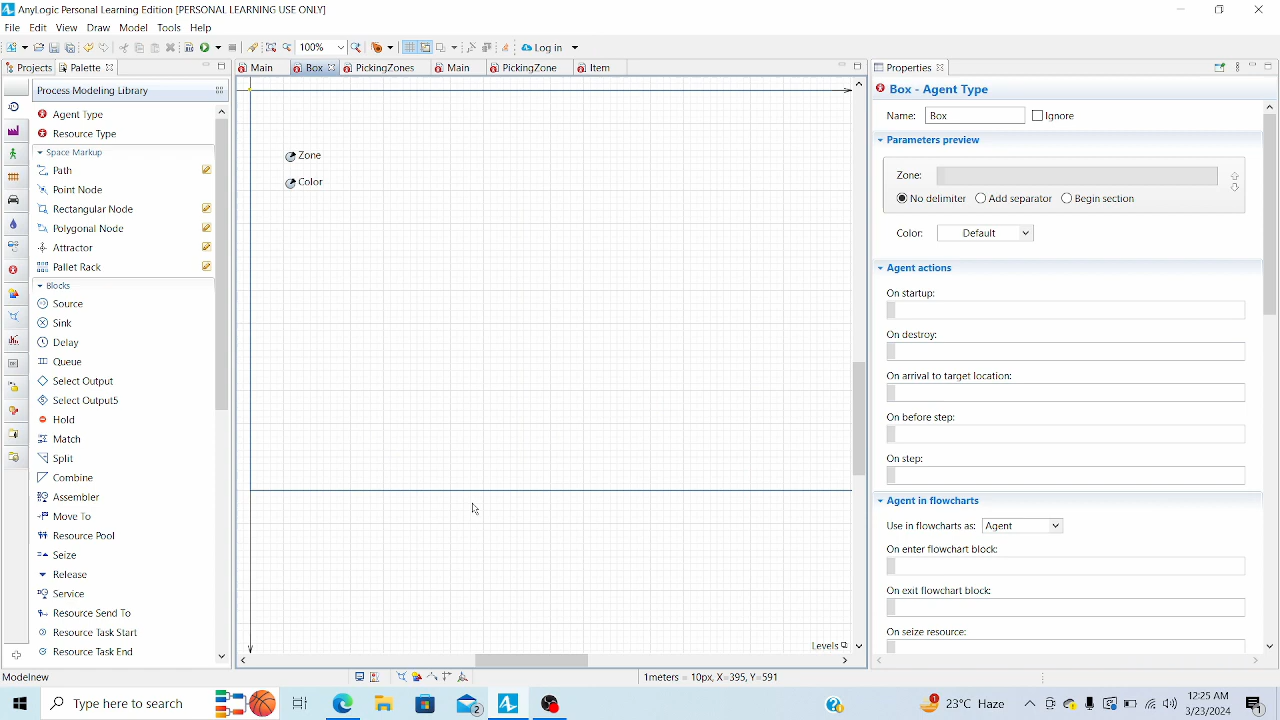 AnyLogic Personal Learning Edition [PERSONAL LEARNING USE ONLY]
File Edit View Draw Model Tools Help
100% Log in
Projects Palette Main Box PickingZones Main PickingZone Item Properties
Process Modeling Library
Agent Type
Resource Type
Space Markup
Path
Point Node
Rectangular Node
Polygonal Node
Attractor
Pallet Rack
Blocks
Source
Sink
Delay
Queue
Select Output
Select Output5
Hold
Match
Split
Combine
Assembler
Move To
Resource Pool
Seize
Release
Service
Resource Send To
Resource Task Start
Resource Task End
Zone
Color
Levels
Box - Agent Type
Name: Box Ignore
Parameters preview
Zone:
No delimiter Add separator Begin section
Color: Default
Agent actions
On startup:
On destroy:
On arrival to target location:
On before step:
On step:
Agent in flowcharts
Use in flowcharts as: Agent
On enter flowchart block:
On exit flowchart block:
On seize resource:
Modelnew
1meters = 10px, X=395, Y=591
Type here to search
2
1
23°C Haze
1